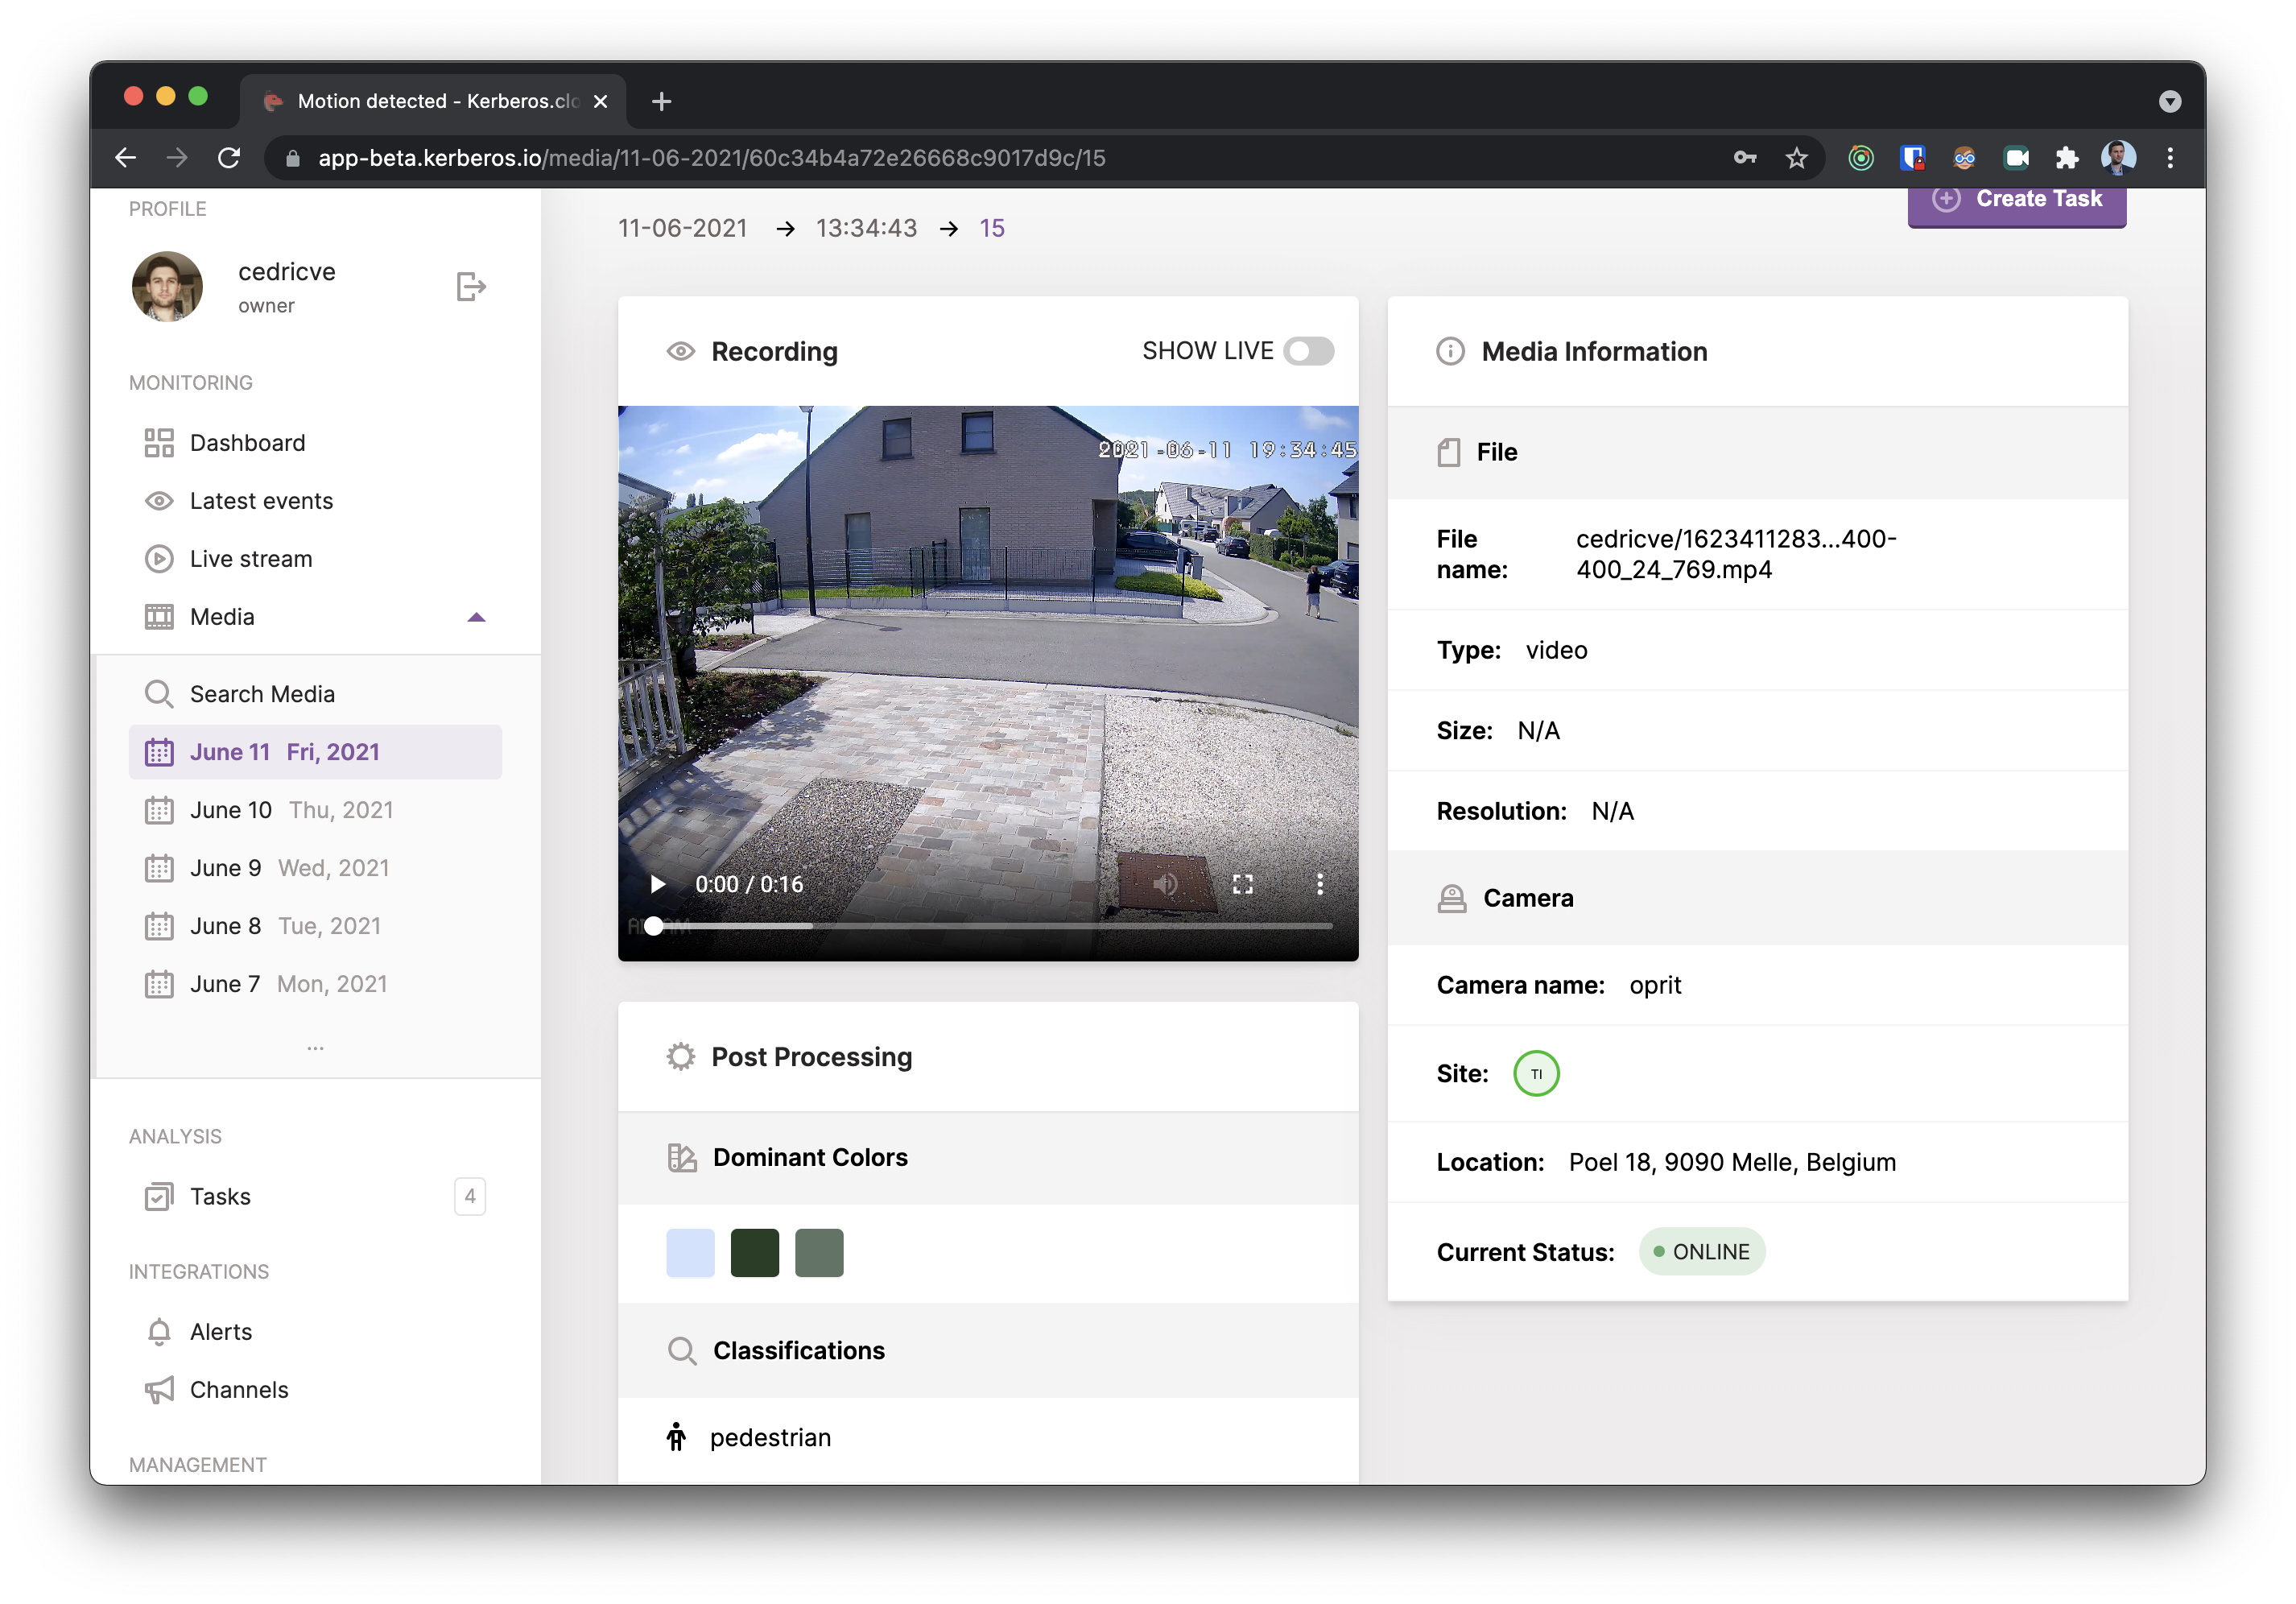 Motion detected - Kerberos.clo
app-beta.kerberos.io/media/11-06-2021/60c34b4a72e26668c9017d9c/15
PROFILE
cedricve
owner
MONITORING
Dashboard
Latest events
Live stream
Media
Search Media
June 11 Fri, 2021
June 10 Thu, 2021
June 9 Wed, 2021
June 8 Tue, 2021
June 7 Mon, 2021
...
ANALYSIS
Tasks 4
INTEGRATIONS
Alerts
Channels
MANAGEMENT
11-06-2021 → 13:34:43 → 15
Create Task
Recording
SHOW LIVE
2021-06-11 19:34:45
0:00 / 0:16
Post Processing
Dominant Colors
Classifications
pedestrian
Media Information
File
File name: cedricve/1623411283...400-
400_24_769.mp4
Type: video
Size: N/A
Resolution: N/A
Camera
Camera name: oprit
Site: TI
Location: Poel 18, 9090 Melle, Belgium
Current Status: ONLINE